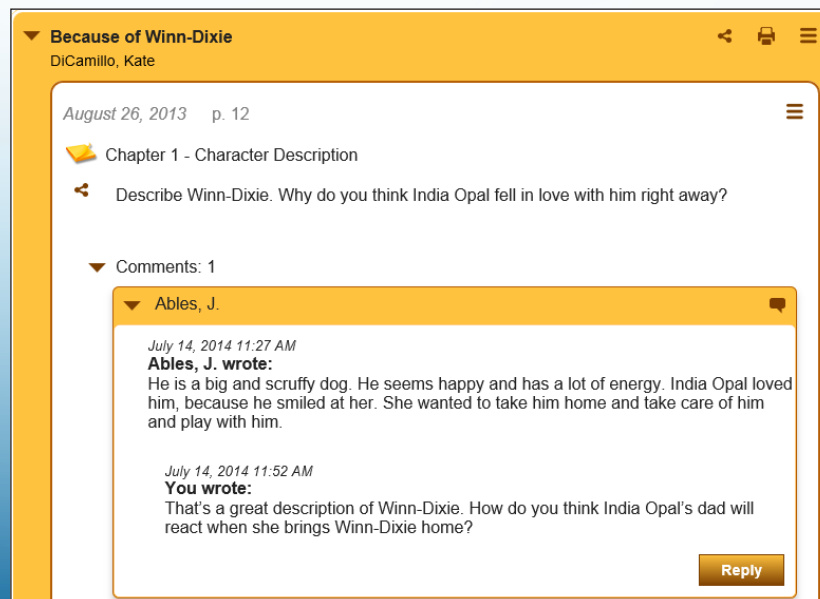 Because of Winn-Dixie
DiCamillo, Kate
August 26, 2013 p. 12
Chapter 1 - Character Description
Describe Winn-Dixie. Why do you think India Opal fell in love with him right away?
Comments: 1
Ables, J.
July 14, 2014 11:27 AM
Ables, J. wrote:
He is a big and scruffy dog. He seems happy and has a lot of energy. India Opal loved
him, because he smiled at her. She wanted to take him home and take care of him
and play with him.
July 14, 2014 11:52 AM
You wrote:
That's a great description of Winn-Dixie. How do you think India Opal's dad will
react when she brings Winn-Dixie home?
Reply